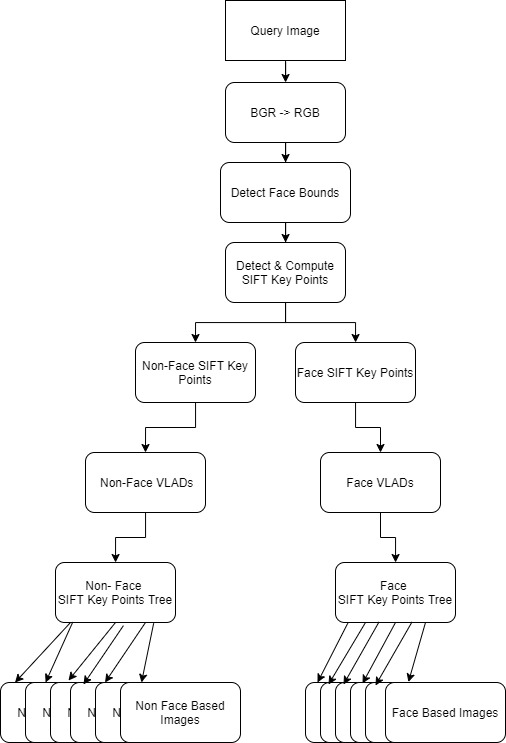 Query Image
BGR -> RGB
Detect Face Bounds
Detect & Compute
SIFT Key Points
Non-Face SIFT Key
Points
Face SIFT Key Points
Non-Face VLADs
Face VLADs
Non- Face
SIFT Key Points Tree
Face
SIFT Key Points Tree
N
N
N
N
Non Face Based
Images
Face Based Images